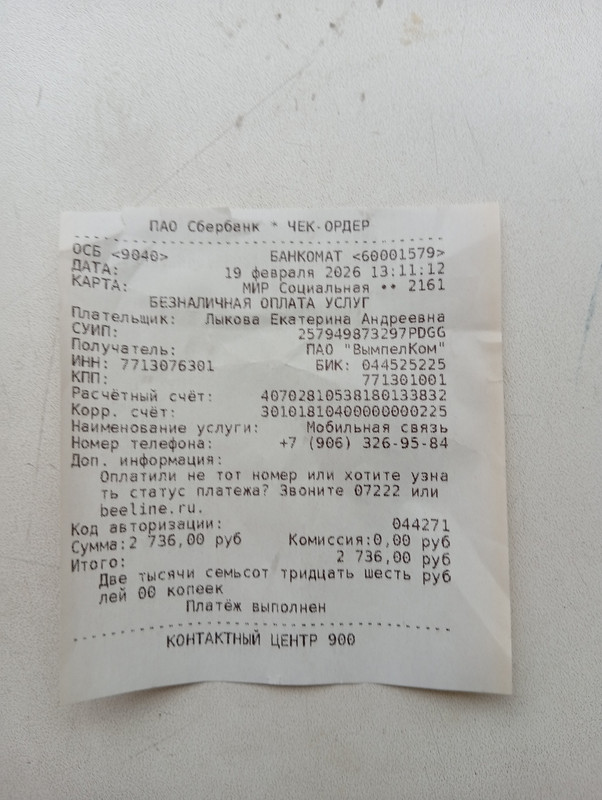 ПАО Сбербанк * ЧЕК-ОРДЕР
ОСБ <9040> БАНКОМАТ <60001579>
ДАТА: 19 февраля 2026 13:11:12
КАРТА: МИР Социальная •• 2161
БЕЗНАЛИЧНАЯ ОПЛАТА УСЛУГ
Плательщик: Лыкова Екатерина Андреевна
СУИП: 257949873297PDGG
Получатель: ПАО "ВымпелКом"
ИНН: 7713076301 БИК: 044525225
КПП: 771301001
Расчётный счёт: 40702810538180133832
Корр. счёт: 30101810400000000225
Наименование услуги: Мобильная связь
Номер телефона: +7 (906) 326-95-84
Доп. информация:
Оплатили не тот номер или хотите узна
ть статус платежа? Звоните 07222 или
beeline.ru.
Код авторизации: 044271
Сумма:2 736,00 руб Комиссия:0,00 руб
Итого: 2 736,00 руб
Две тысячи семьсот тридцать шесть руб
лей 00 копеек
Платёж выполнен
КОНТАКТНЫЙ ЦЕНТР 900